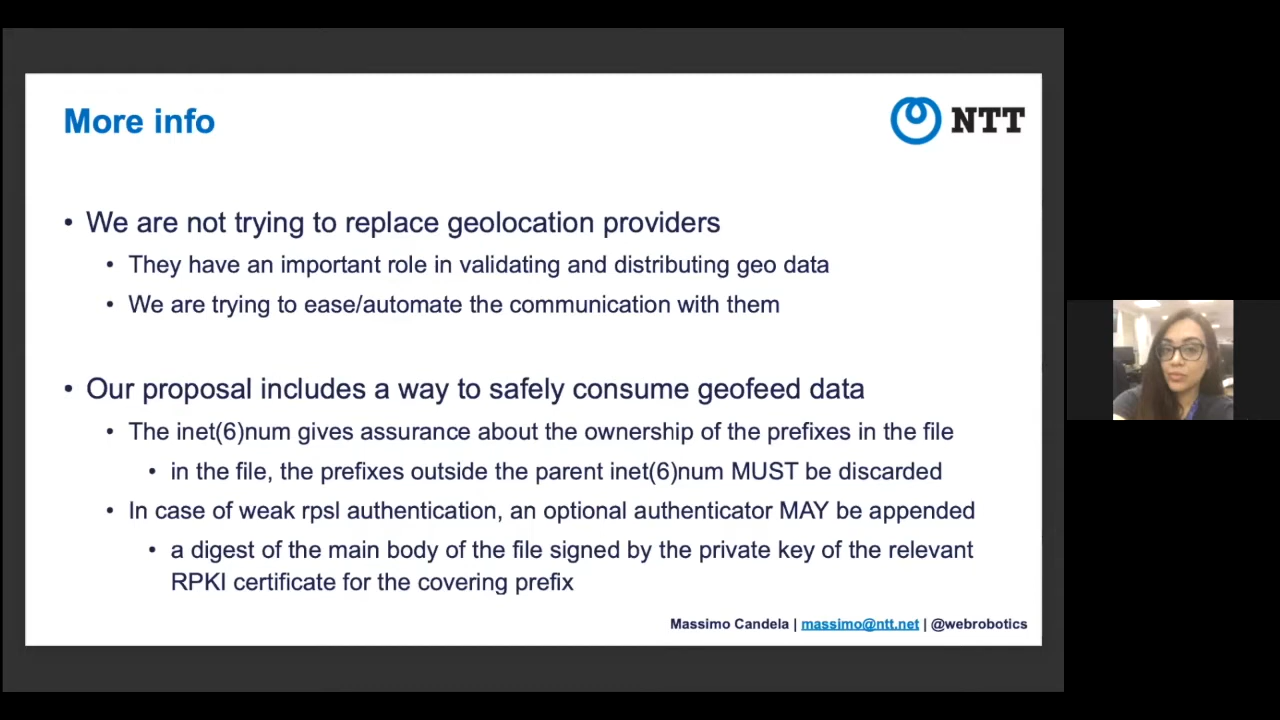 More info
NTT
• We are not trying to replace geolocation providers
• They have an important role in validating and distributing geo data
• We are trying to ease/automate the communication with them
• Our proposal includes a way to safely consume geofeed data
• The inet(6)num gives assurance about the ownership of the prefixes in the file
• in the file, the prefixes outside the parent inet(6)num MUST be discarded
• In case of weak rpsl authentication, an optional authenticator MAY be appended
• a digest of the main body of the file signed by the private key of the relevant
RPKI certificate for the covering prefix
Massimo Candela | massimo@ntt.net | @webrobotics